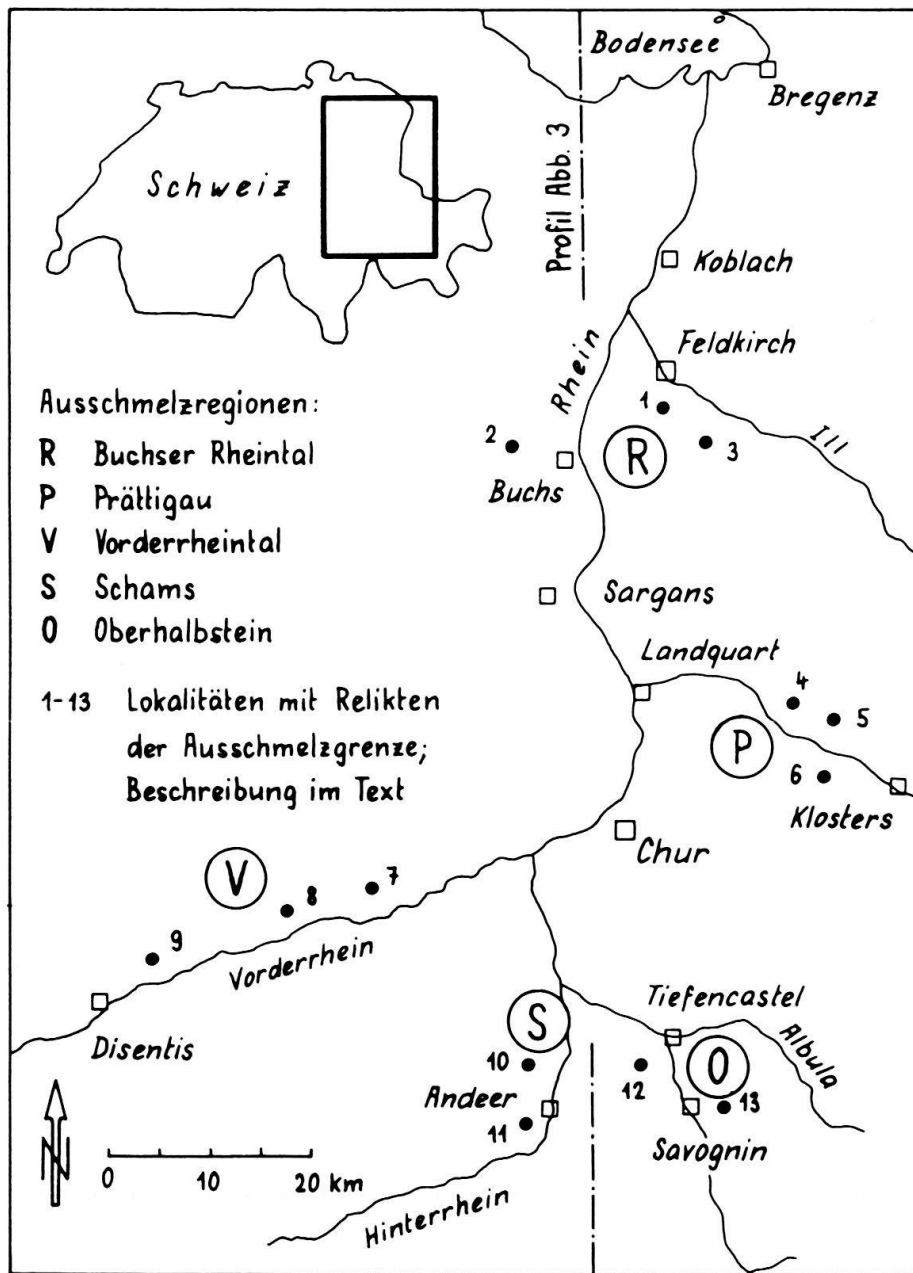 Bodensee
Bregenz
Profil Abb. 3
Schweiz
Koblach
Feldkirch
Rhein
1
Ill
3
2
R
Buchs
Ausschmelzregionen:
R Buchser Rheintal
P Prättigau
V Vorderrheintal
S Schams
O Oberhalbstein
Sargans
Landquart
1-13 Lokalitäten mit Relikten
der Ausschmelzgrenze;
Beschreibung im Text
4
5
P
6
Klosters
Chur
V
7
8
9
Vorderrhein
Disentis
Tiefencastel
S
Albula
10
O
12
13
Andeer
11
Savognin
N
0 10 20 km
Hinterrhein